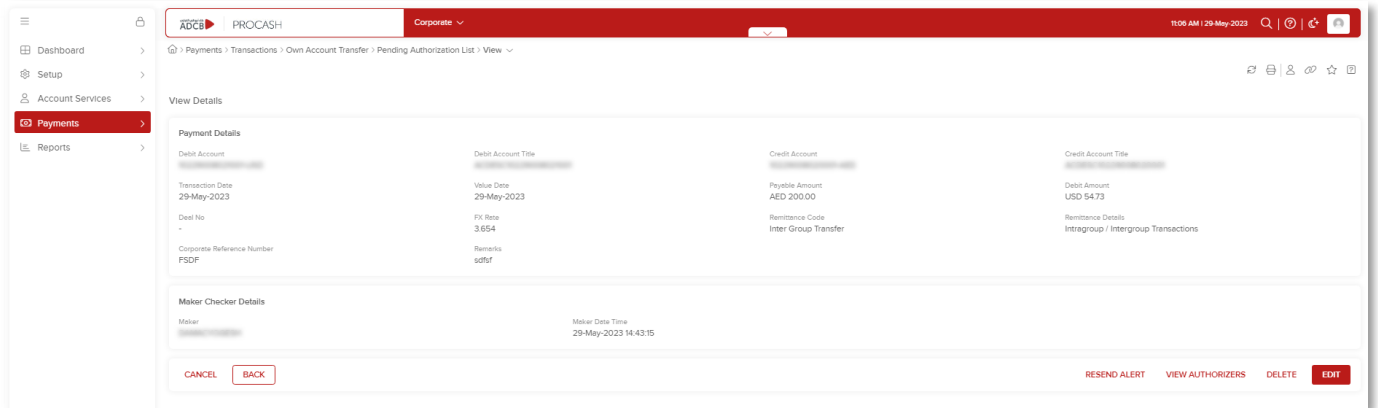 ADCB PROCASH Corporate 11:06 AM | 29-May-2023
Dashboard
Setup
Account Services
Payments
Reports
Payments > Transactions > Own Account Transfer > Pending Authorization List > View
View Details
Payment Details
Debit Account Debit Account Title Credit Account Credit Account Title
Transaction Date Value Date Payable Amount Debit Amount
29-May-2023 29-May-2023 AED 200.00 USD 54.73
Deal No FX Rate Remittance Code Remittance Details
- 3.654 Inter Group Transfer Intragroup / Intergroup Transactions
Corporate Reference Number Remarks
FSDF sdfsf
Maker Checker Details
Maker Maker Date Time
29-May-2023 14:43:15
CANCEL BACK RESEND ALERT VIEW AUTHORIZERS DELETE EDIT